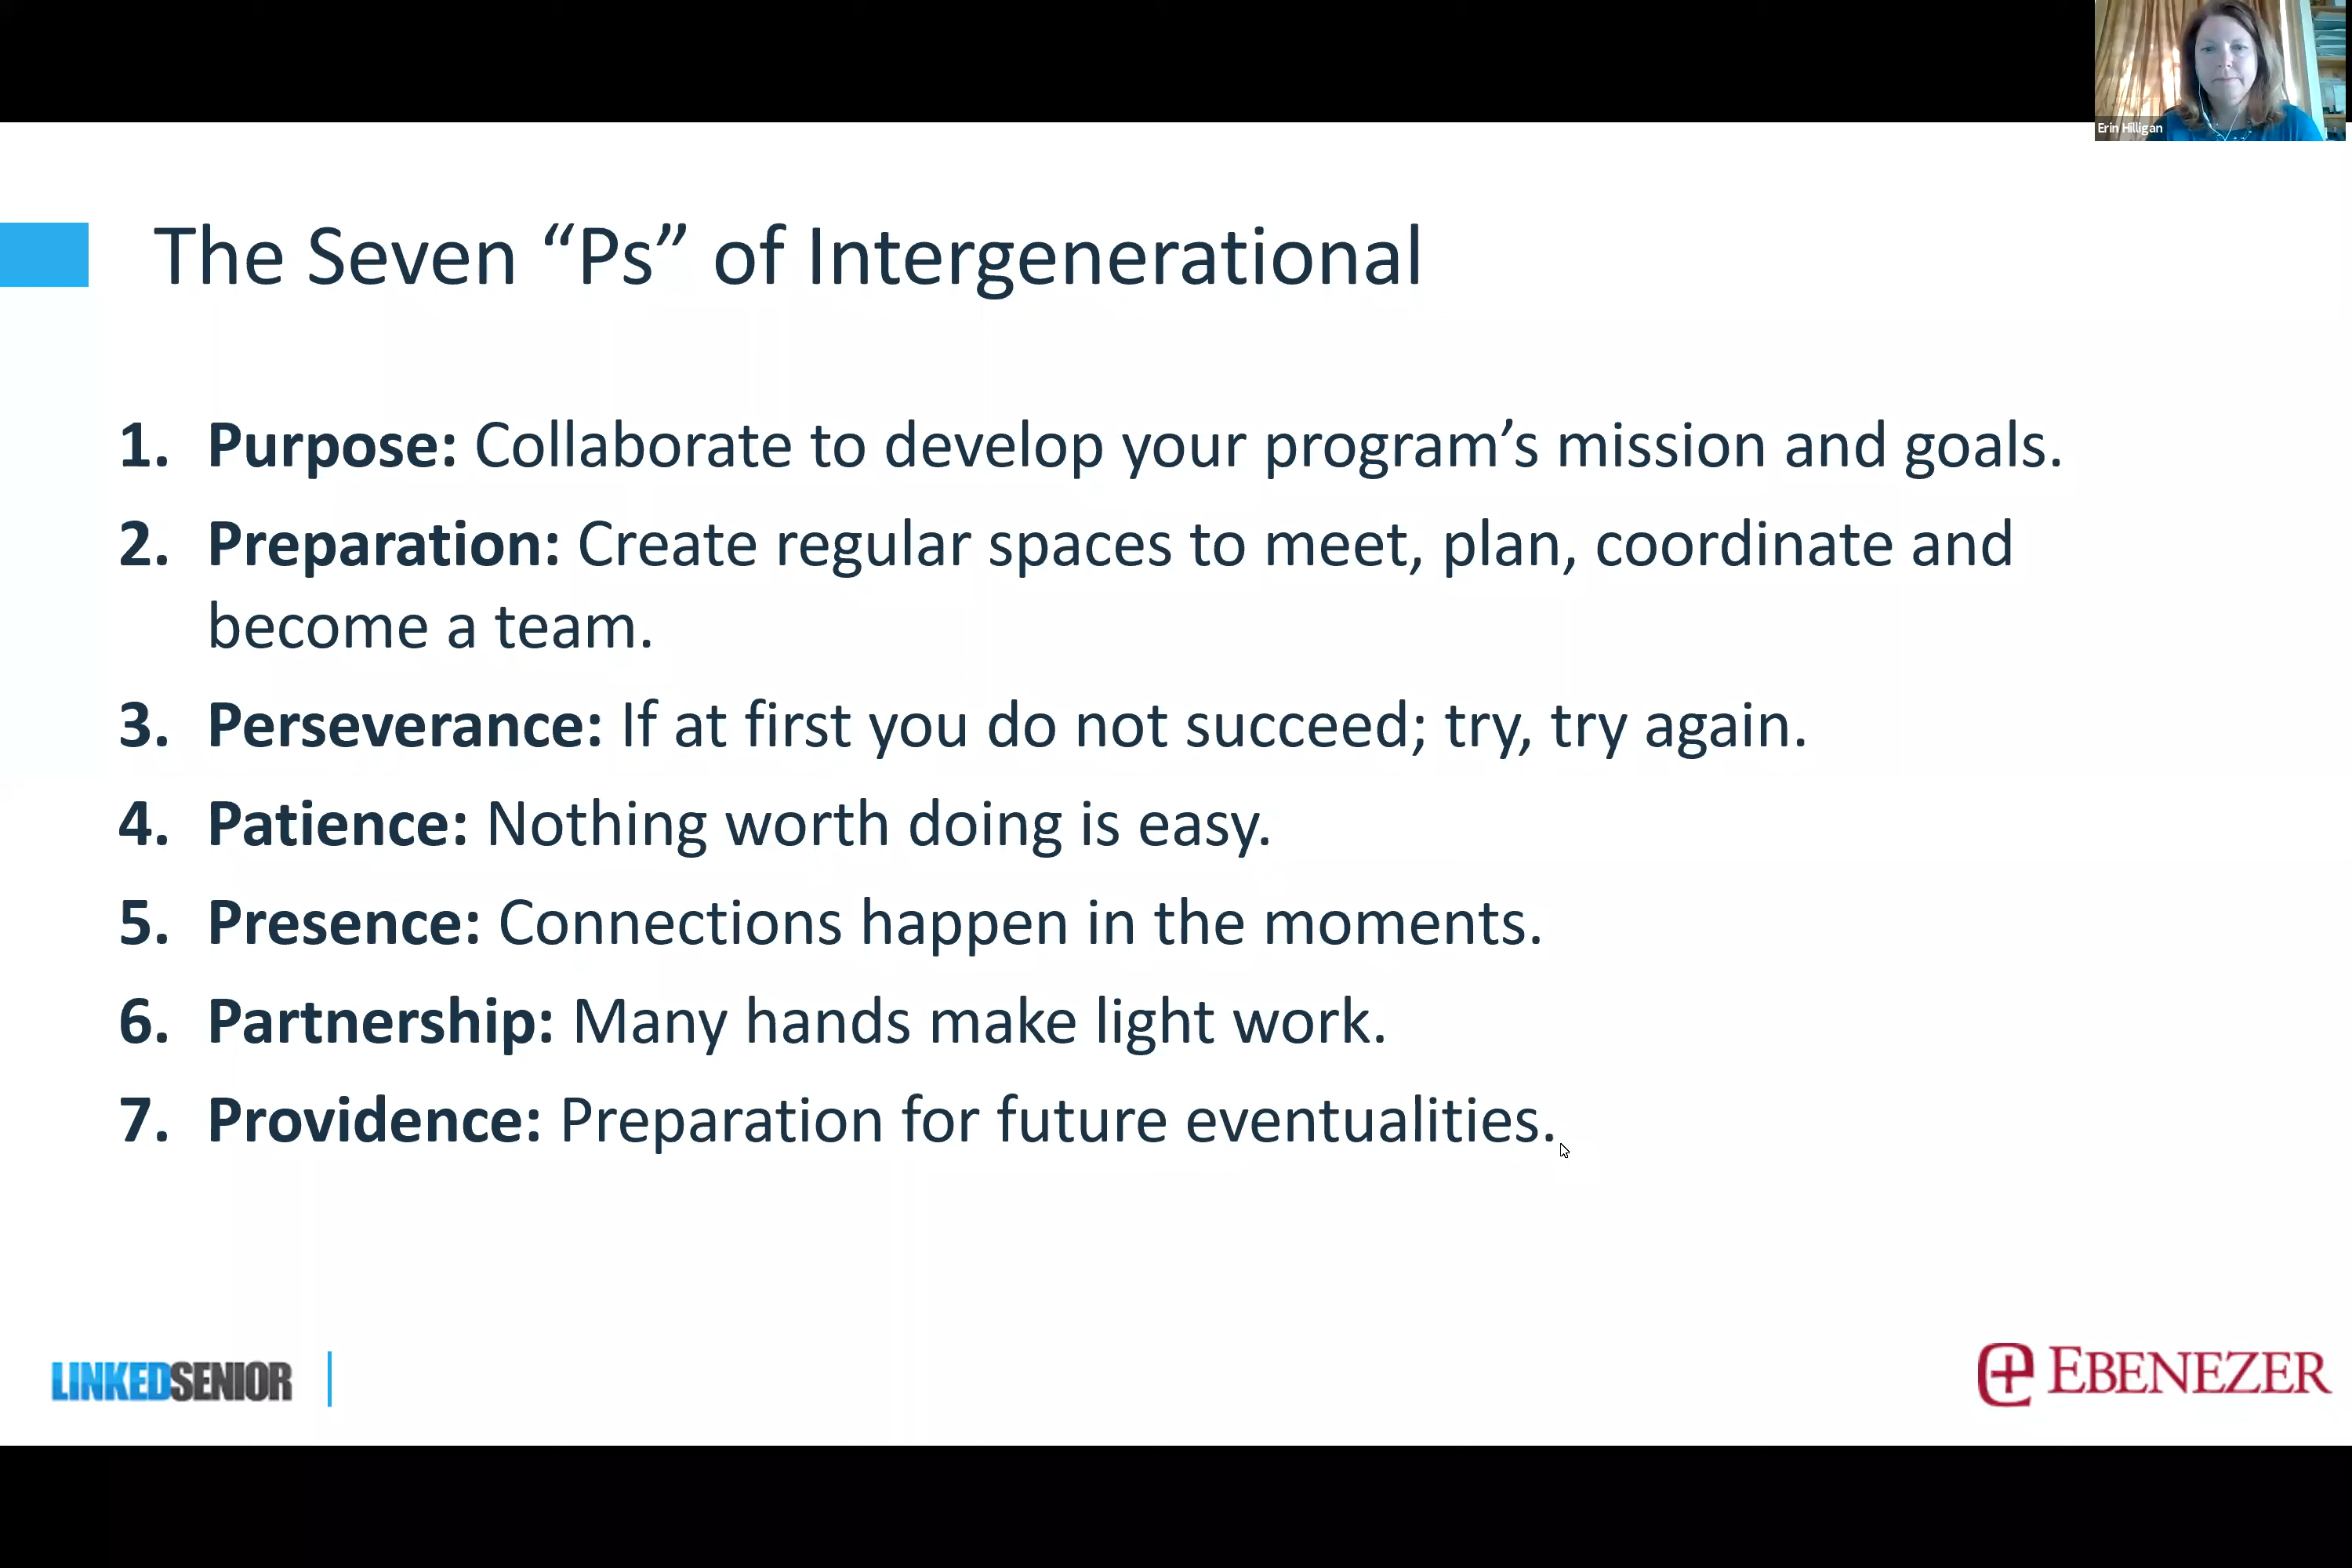 Erin Hilligan
The Seven “Ps” of Intergenerational
1. Purpose: Collaborate to develop your program’s mission and goals.
2. Preparation: Create regular spaces to meet, plan, coordinate and
become a team.
3. Perseverance: If at first you do not succeed; try, try again.
4. Patience: Nothing worth doing is easy.
5. Presence: Connections happen in the moments.
6. Partnership: Many hands make light work.
7. Providence: Preparation for future eventualities.
LINKEDSENIOR
EBENEZER